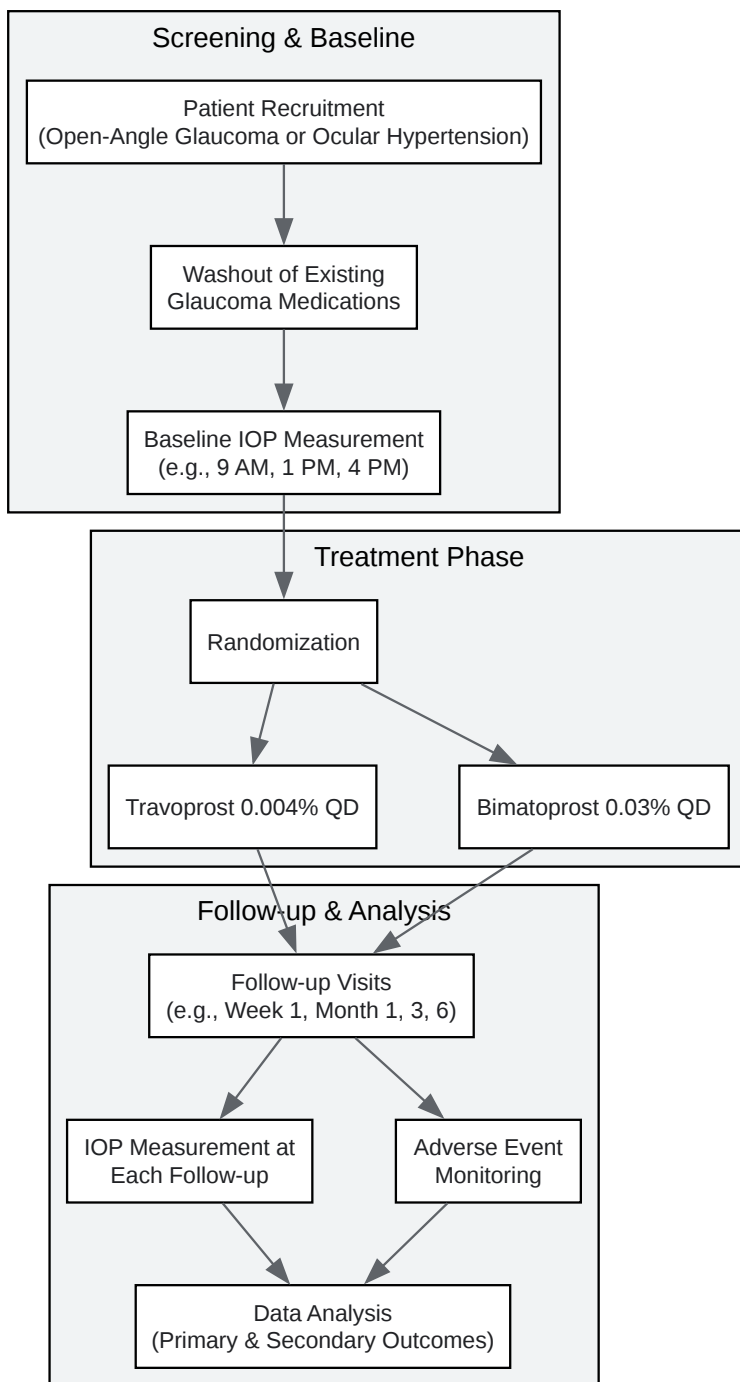 Screening & Baseline
Patient Recruitment
(Open-Angle Glaucoma or Ocular Hypertension)
Washout of Existing
Glaucoma Medications
Baseline IOP Measurement
(e.g., 9 AM, 1 PM, 4 PM)
Treatment Phase
Randomization
Travoprost 0.004% QD
Bimatoprost 0.03% QD
Follow-up & Analysis
Follow-up Visits
(e.g., Week 1, Month 1, 3, 6)
IOP Measurement at
Each Follow-up
Adverse Event
Monitoring
Data Analysis
(Primary & Secondary Outcomes)